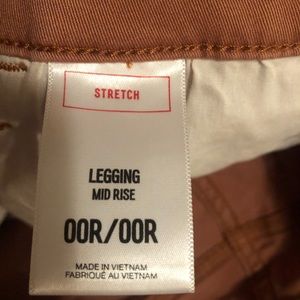 STRETCH
LEGGING
MID RISE
00R/00R
MADE IN VIETNAM
FABRIQUÉ AU VIETNAM